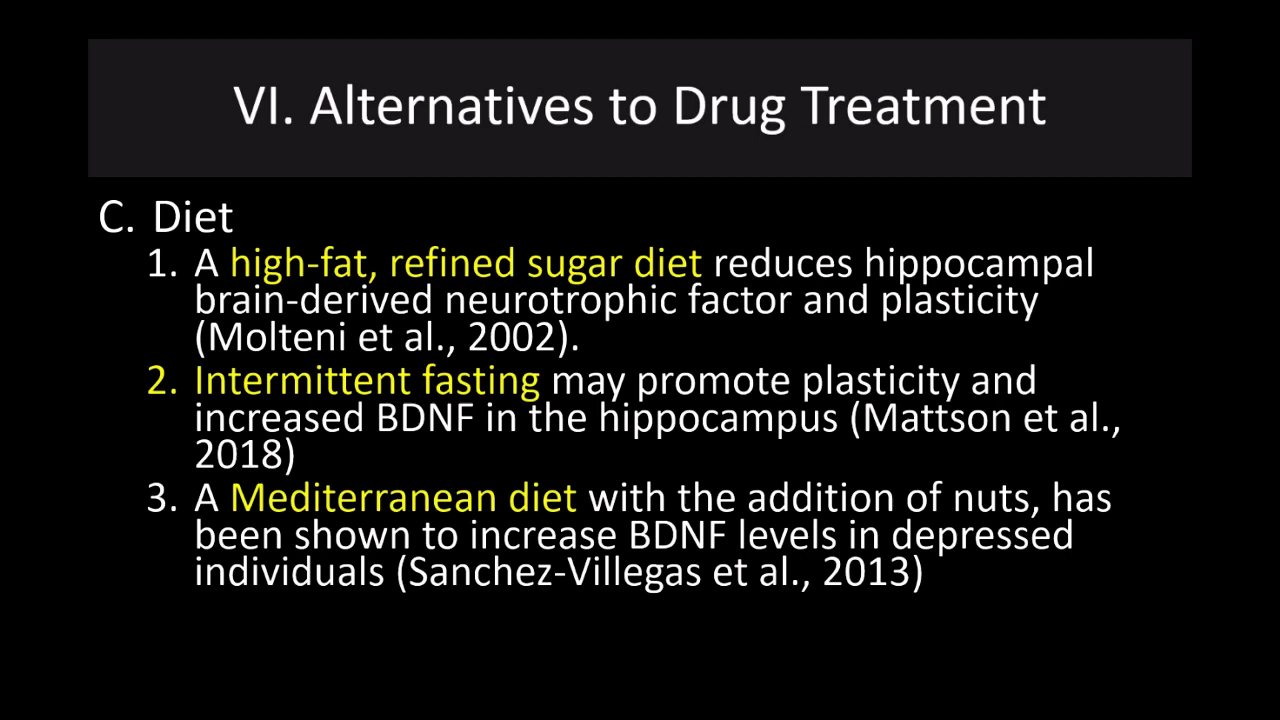 VI. Alternatives to Drug Treatment
C. Diet
1. A high-fat, refined sugar diet reduces hippocampal
brain-derived neurotrophic factor and plasticity
(Molteni et al., 2002).
2. Intermittent fasting may promote plasticity and
increased BDNF in the hippocampus (Mattson et al.,
2018)
3. A Mediterranean diet with the addition of nuts, has
been shown to increase BDNF levels in depressed
individuals (Sanchez-Villegas et al., 2013)